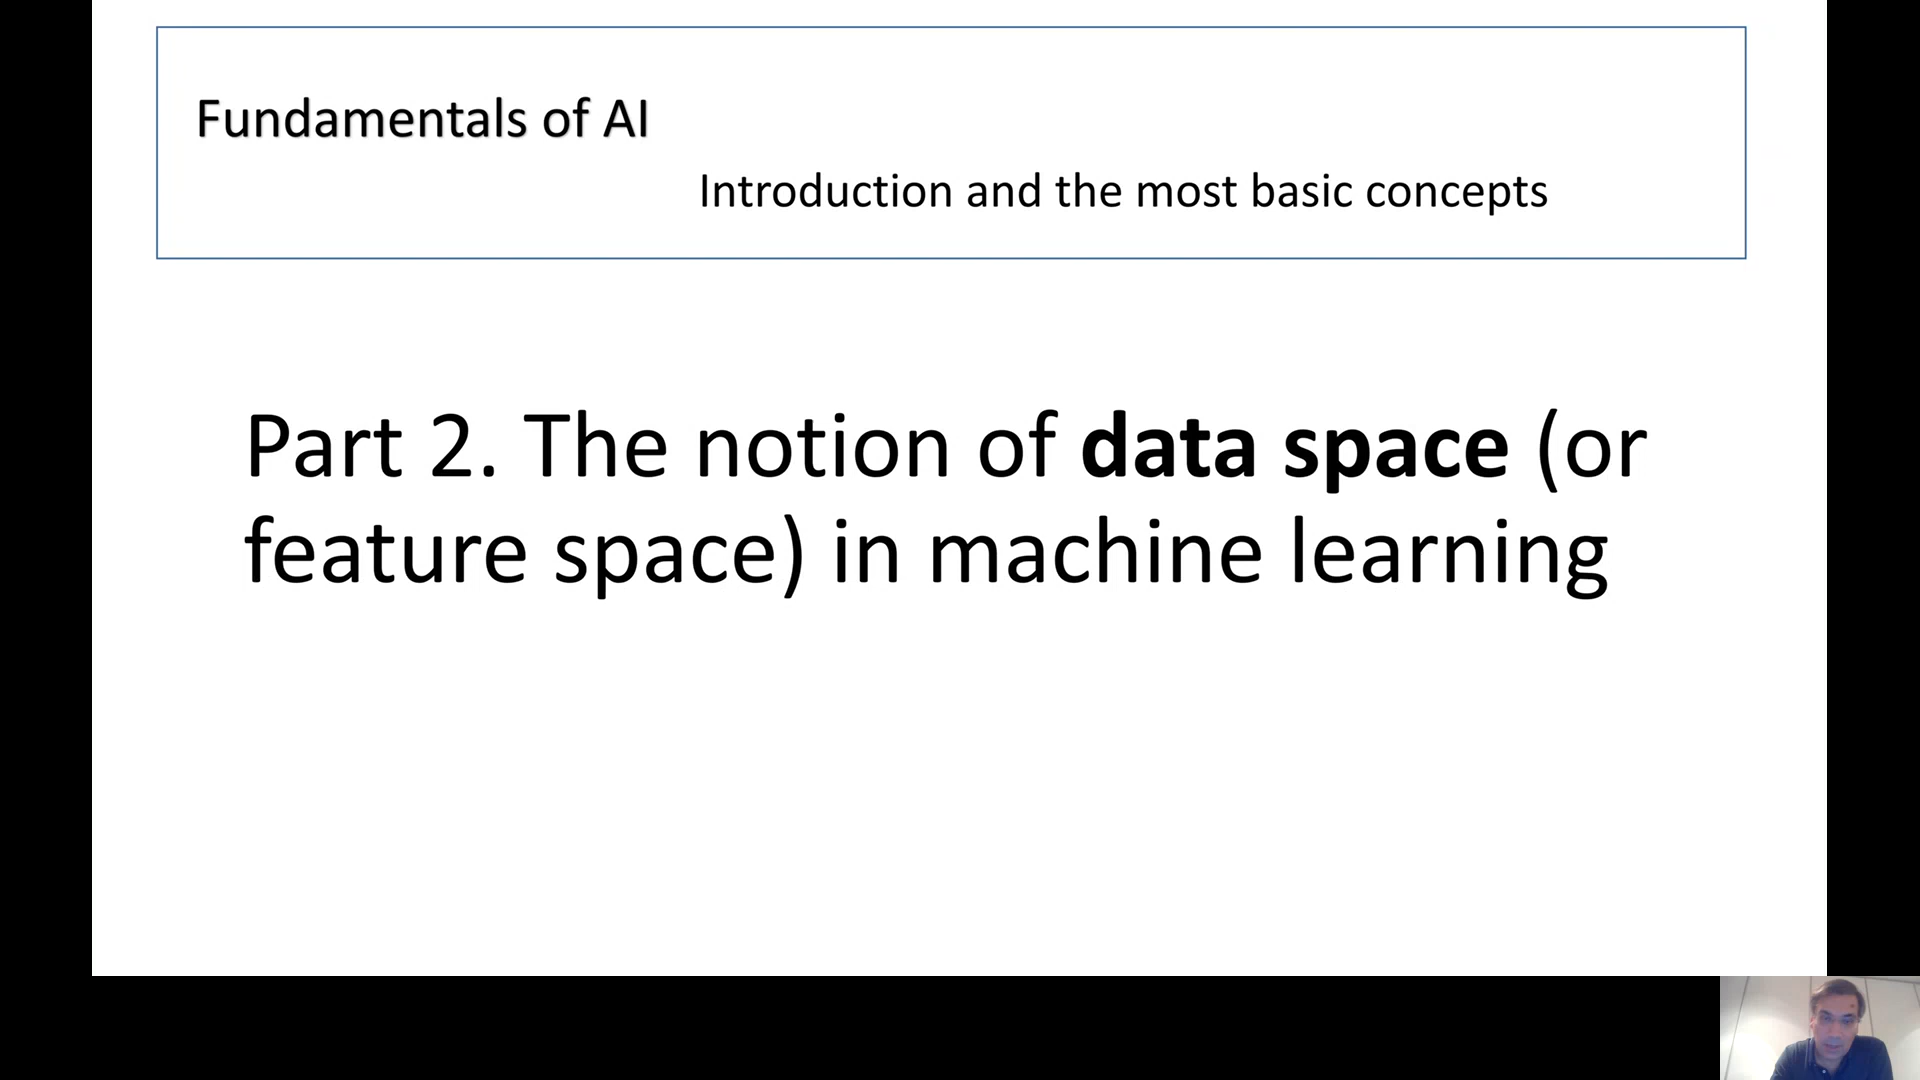 Fundamentals of AI
Introduction and the most basic concepts
Part 2. The notion of data space (or
feature space) in machine learning